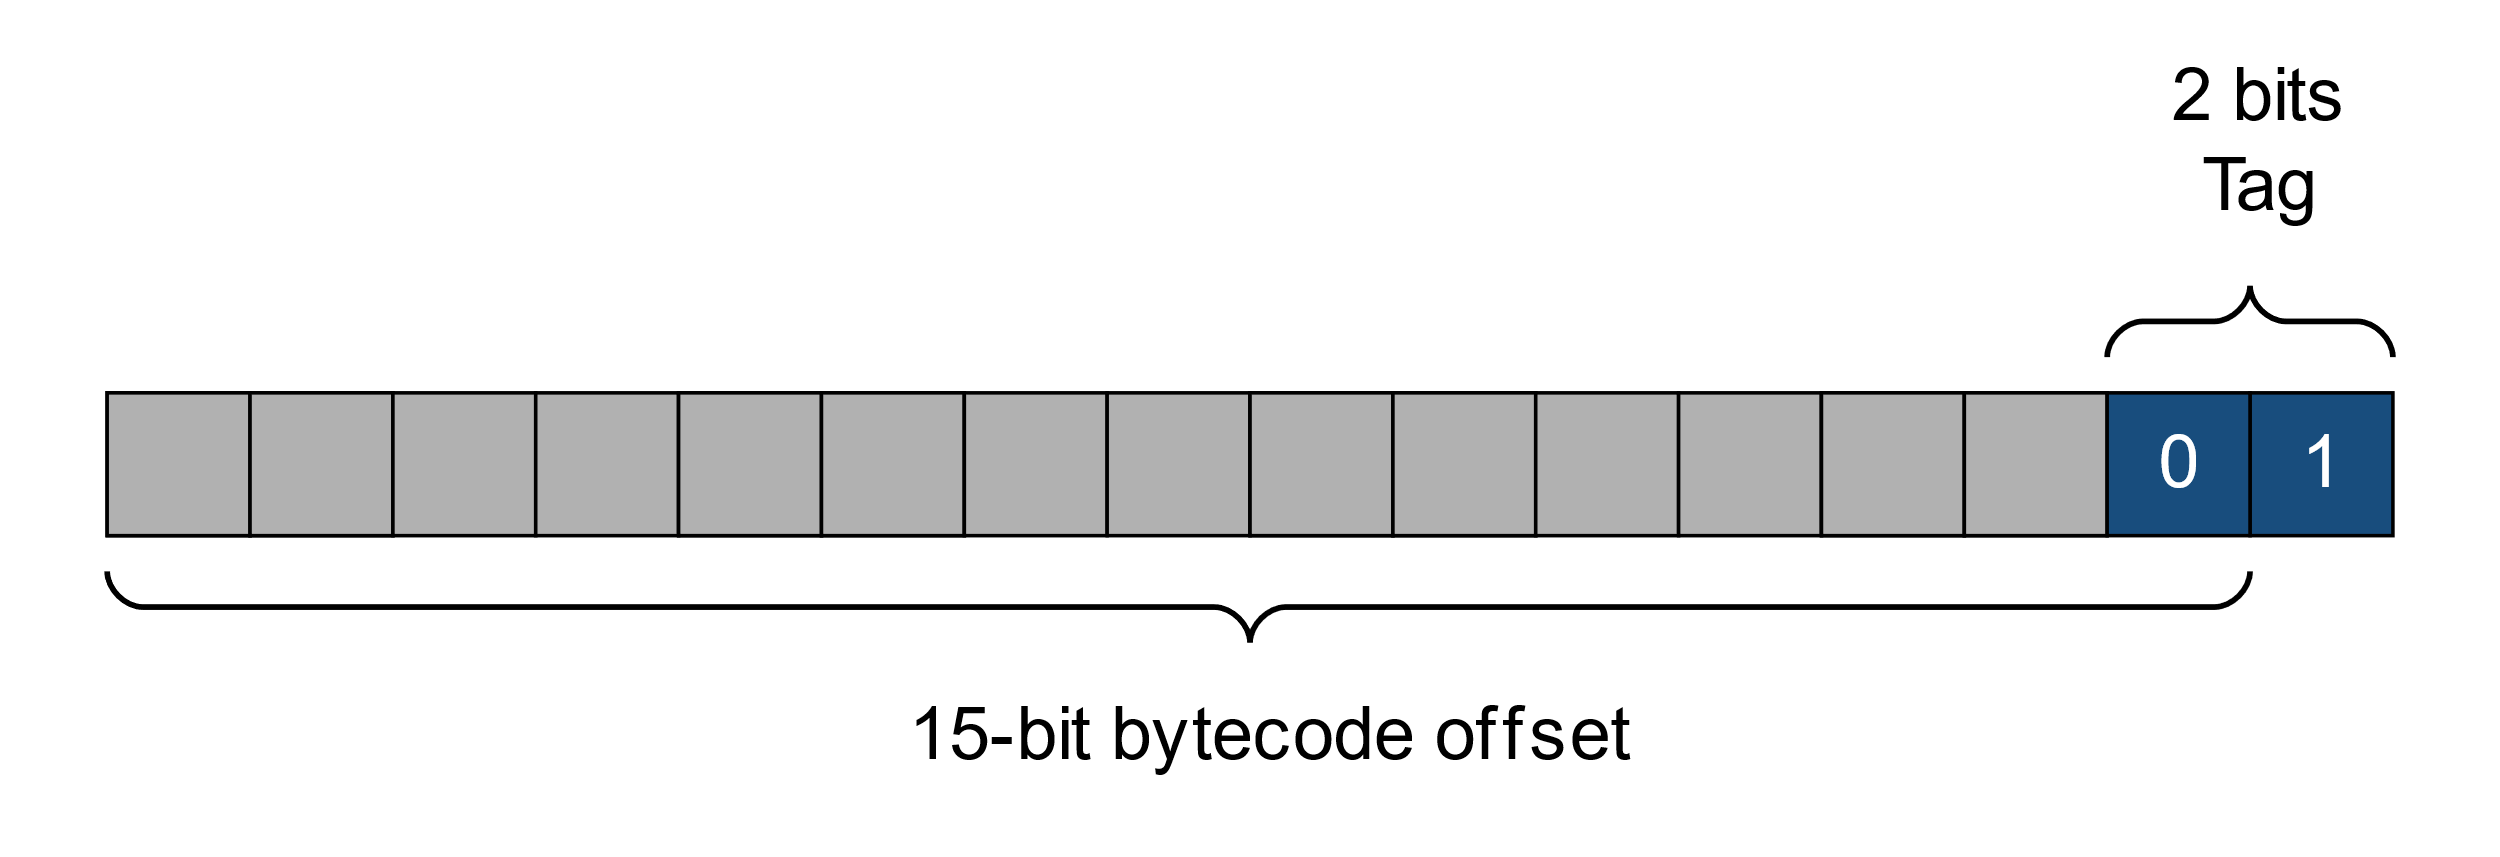 2 bits
Tag
0 1
15-bit bytecode offset